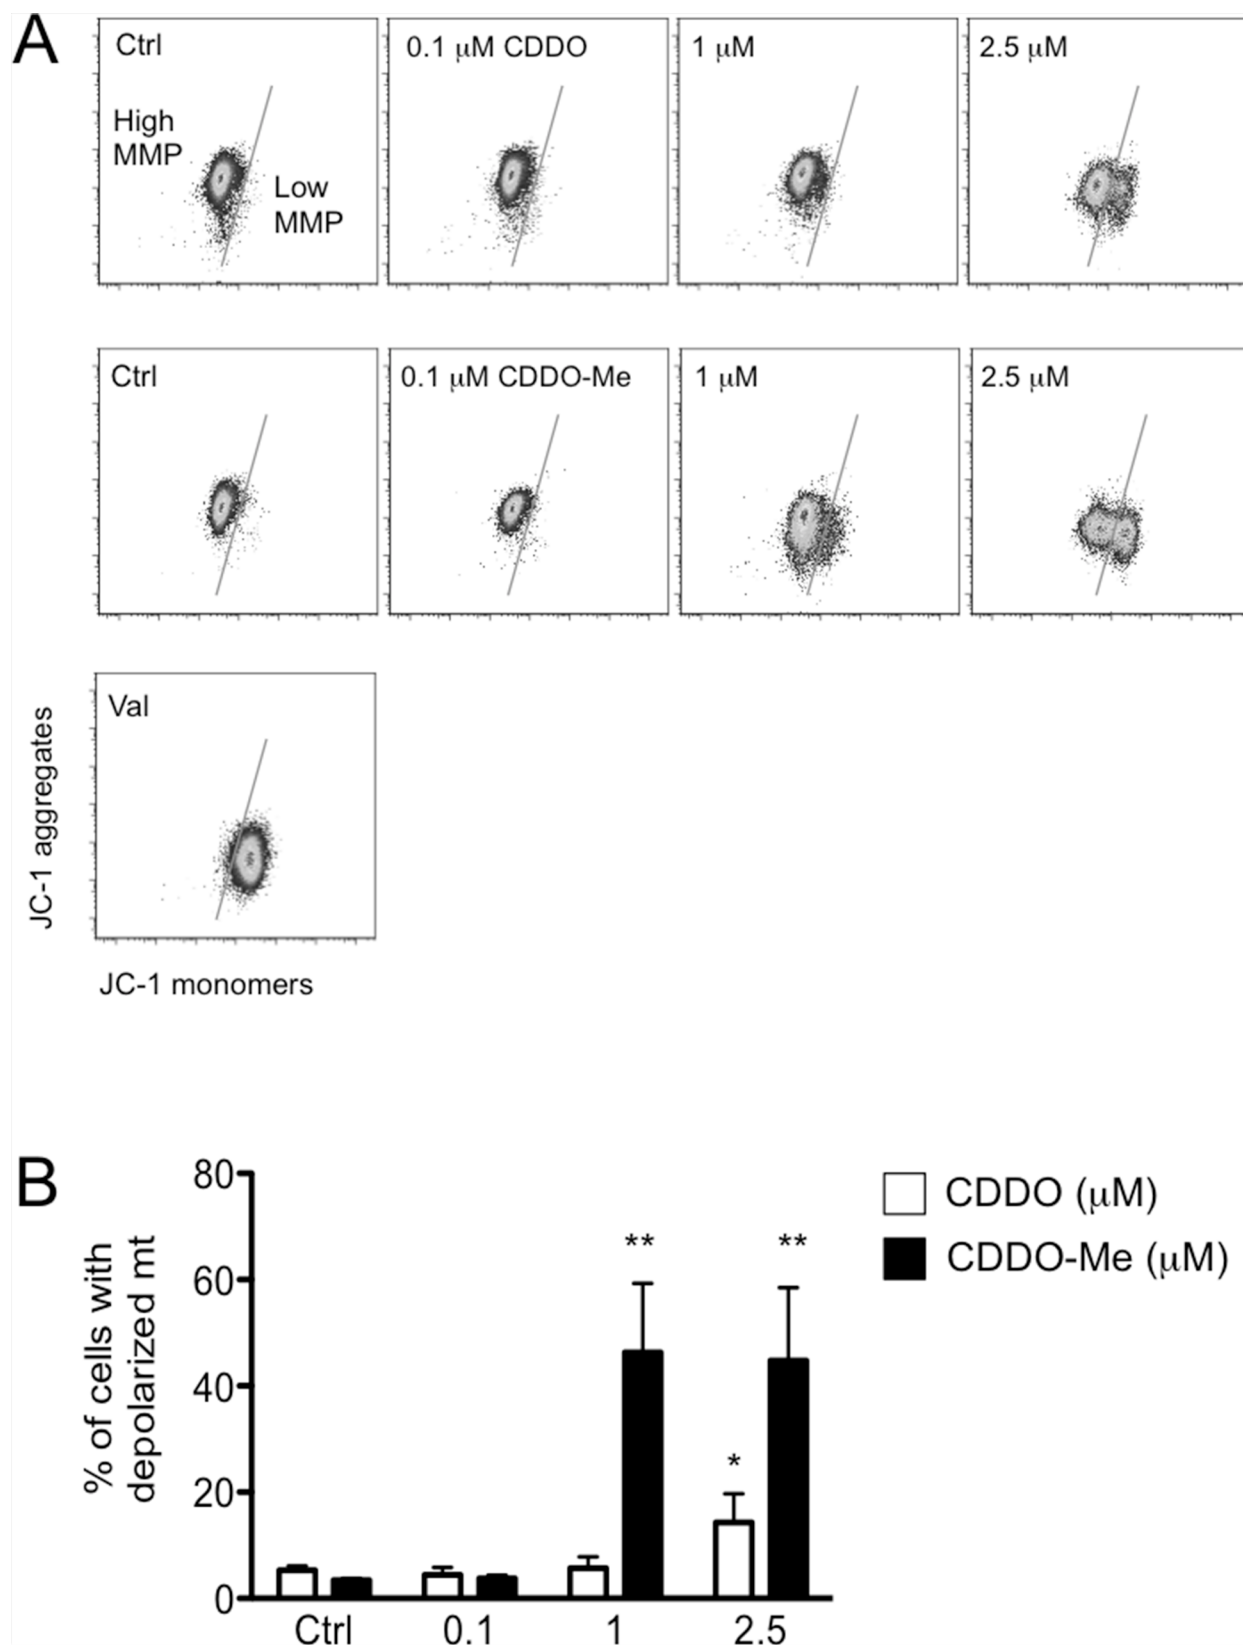 A
Ctrl
0.1 μM CDDO
1 μM
2.5 μM
High
MMP
Low
MMP
Ctrl
0.1 μM CDDO-Me
1 μM
2.5 μM
Val
JC-1 aggregates
JC-1 monomers
B
% of cells with
depolarized mt
80
60
40
20
0
**
**
*
Ctrl
0.1
1
2.5
CDDO (μM)
CDDO-Me (μM)